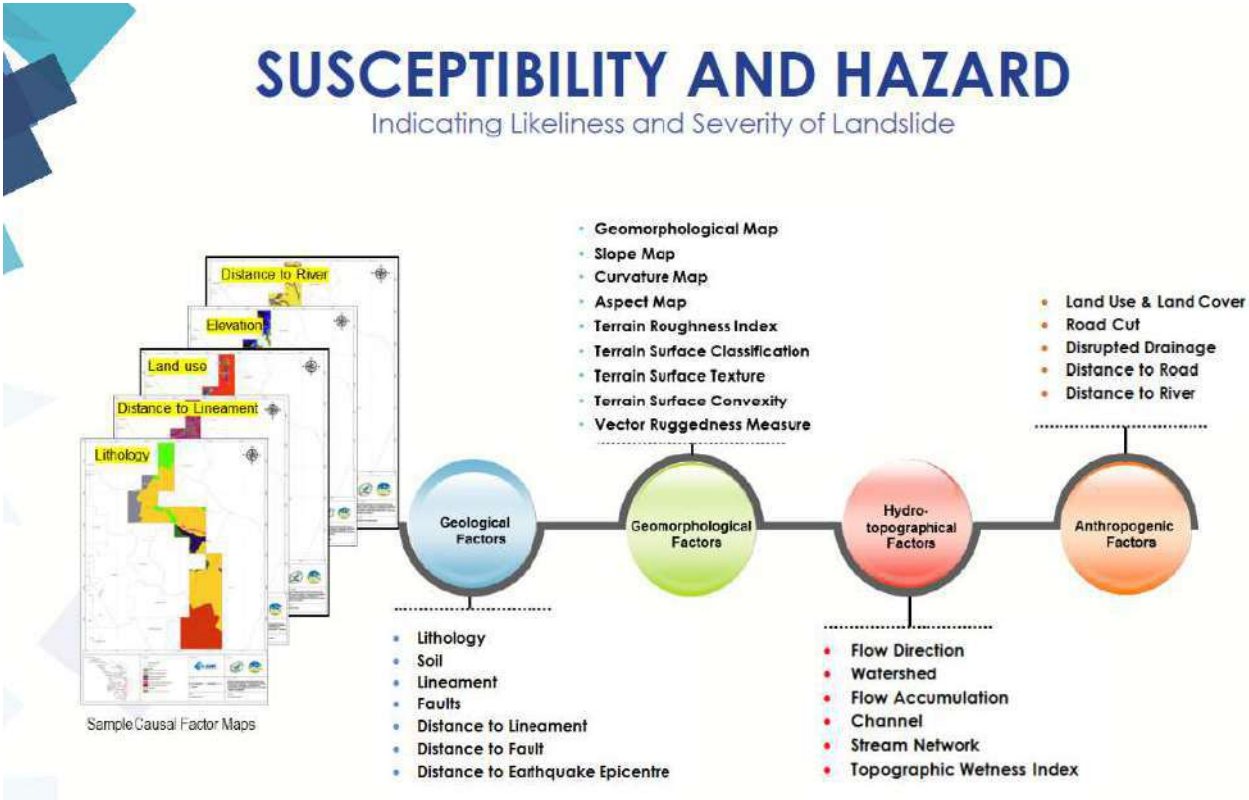 SUSCEPTIBILITY AND HAZARD
Indicating Likeliness and Severity of Landslide
Distance to River
Elevation
Land uso
Distance to Lineament
Lithology
Sample Causal Factor Maps
Geological
Factors
Lithology
Soil
Lineament
Faults
Distance to Lineament
Distance to Fault
Distance to Earthquake Epicentre
Geomorphological Map
Slope Map
Curvature Map
Aspect Map
Terrain Roughness Index
Terrain Surface Classification
Terrain Surface Texture
Terrain Surface Convexity
Vector Ruggedness Measure
Geomorphological
Factors
Hydro-
topographical
Factors
Flow Direction
Watershed
Flow Accumulation
Channel
Stream Network
Topographic Wetness Index
Land Use & Land Cover
Road Cut
Disrupted Drainage
Distance to Road
Distance to River
Anthropogenic
Factors